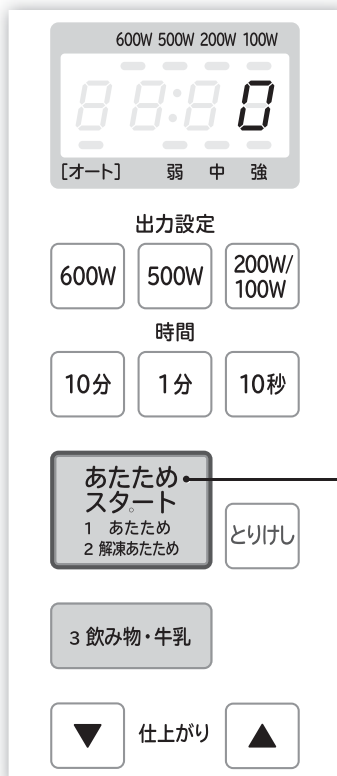 600W 500W 200W 100W
0
[オート] 弱 中 強
出力設定
600W 500W 200W/
100W
時間
10分 1分 10秒
あたため
スタート
1 あたため
2 解凍あたため
とりけし
3 飲み物・牛乳
▼ 仕上がり ▲